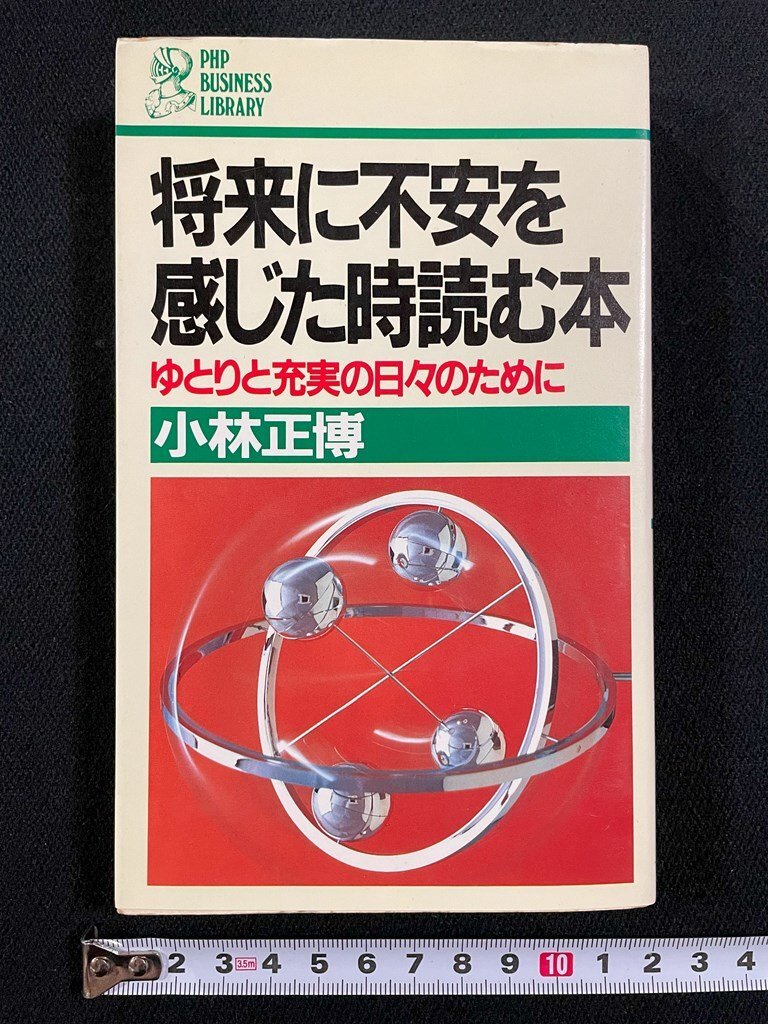 PHP
BUSINESS
LIBRARY
将来に不安を
感じた時読む本
ゆとりと充実の日々のために
小林正博
2 3 3.5m 4 5 6 7 8 9 10 1 2 3 4